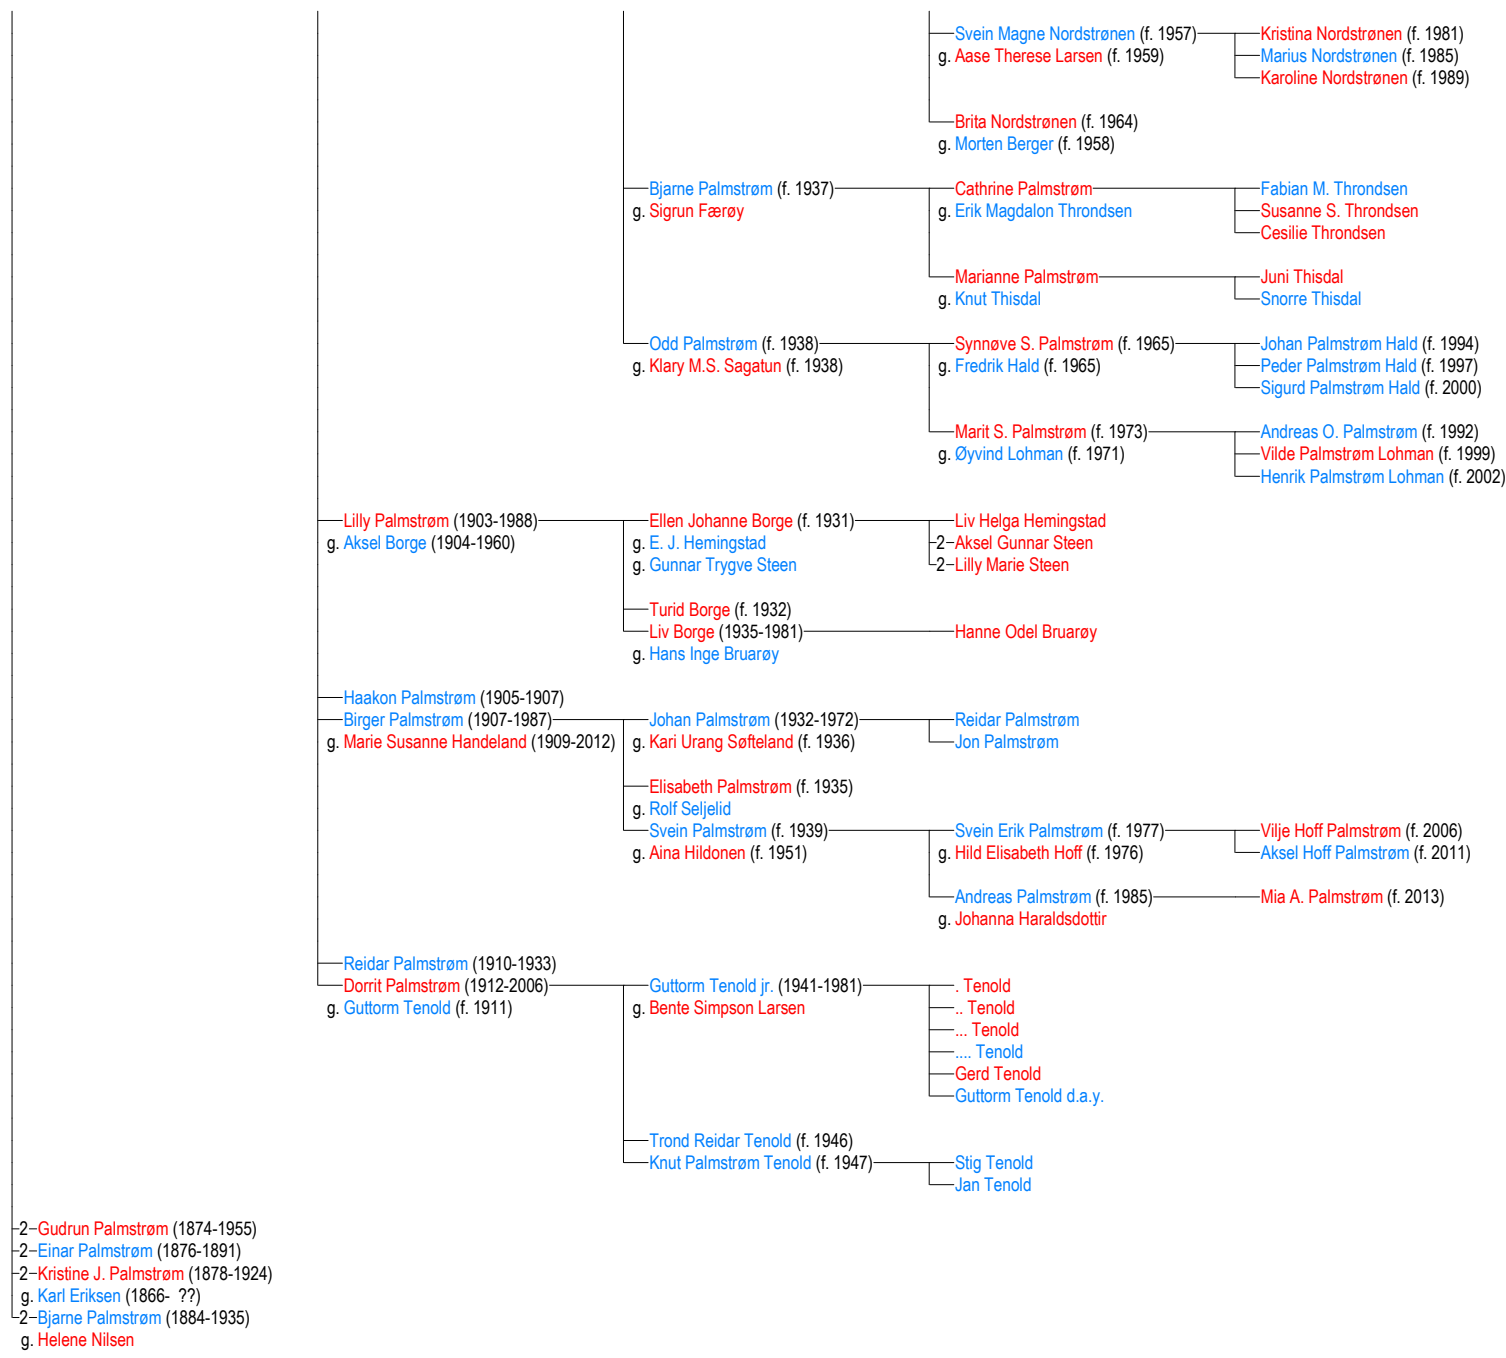 Svein Magne Nordstrønen (f. 1957) Kristina Nordstrønen (f. 1981)
g. Aase Therese Larsen (f. 1959) Marius Nordstrønen (f. 1985)
Karoline Nordstrønen (f. 1989)
Brita Nordstrønen (f. 1964)
g. Morten Berger (f. 1958)
Bjarne Palmstrøm (f. 1937) Cathrine Palmstrøm Fabian M. Throndsen
g. Sigrun Færøy g. Erik Magdalon Throndsen Susanne S. Throndsen
Cesilie Throndsen
Marianne Palmstrøm Juni Thisdal
g. Knut Thisdal Snorre Thisdal
Odd Palmstrøm (f. 1938) Synnøve S. Palmstrøm (f. 1965) Johan Palmstrøm Hald (f. 1994)
g. Klary M.S. Sagatun (f. 1938) g. Fredrik Hald (f. 1965) Peder Palmstrøm Hald (f. 1997)
Sigurd Palmstrøm Hald (f. 2000)
Marit S. Palmstrøm (f. 1973) Andreas O. Palmstrøm (f. 1992)
g. Øyvind Lohman (f. 1971) Vilde Palmstrøm Lohman (f. 1999)
Henrik Palmstrøm Lohman (f. 2002)
Lilly Palmstrøm (1903-1988) Ellen Johanne Borge (f. 1931) Liv Helga Hemingstad
g. Aksel Borge (1904-1960) g. E. J. Hemingstad 2 Aksel Gunnar Steen
g. Gunnar Trygve Steen 2 Lilly Marie Steen
Turid Borge (f. 1932)
Liv Borge (1935-1981) Hanne Odel Bruarøy
g. Hans Inge Bruarøy
Haakon Palmstrøm (1905-1907)
Birger Palmstrøm (1907-1987) Johan Palmstrøm (1932-1972) Reidar Palmstrøm
g. Marie Susanne Handeland (1909-2012) g. Kari Urang Søfteland (f. 1936) Jon Palmstrøm
Elisabeth Palmstrøm (f. 1935)
g. Rolf Seljelid
Svein Palmstrøm (f. 1939) Svein Erik Palmstrøm (f. 1977) Vilje Hoff Palmstrøm (f. 2006)
g. Aina Hildonen (f. 1951) g. Hild Elisabeth Hoff (f. 1976) Aksel Hoff Palmstrøm (f. 2011)
Andreas Palmstrøm (f. 1985) Mia A. Palmstrøm (f. 2013)
g. Johanna Haraldsdottir
Reidar Palmstrøm (1910-1933)
Dorrit Palmstrøm (1912-2006) Guttorm Tenold jr. (1941-1981) . Tenold
g. Guttorm Tenold (f. 1911) g. Bente Simpson Larsen .. Tenold
... Tenold
.... Tenold
Gerd Tenold
Guttorm Tenold d.a.y.
Trond Reidar Tenold (f. 1946)
Knut Palmstrøm Tenold (f. 1947) Stig Tenold
Jan Tenold
2 Gudrun Palmstrøm (1874-1955)
2 Einar Palmstrøm (1876-1891)
2 Kristine J. Palmstrøm (1878-1924)
g. Karl Eriksen (1866- ??)
2 Bjarne Palmstrøm (1884-1935)
g. Helene Nilsen